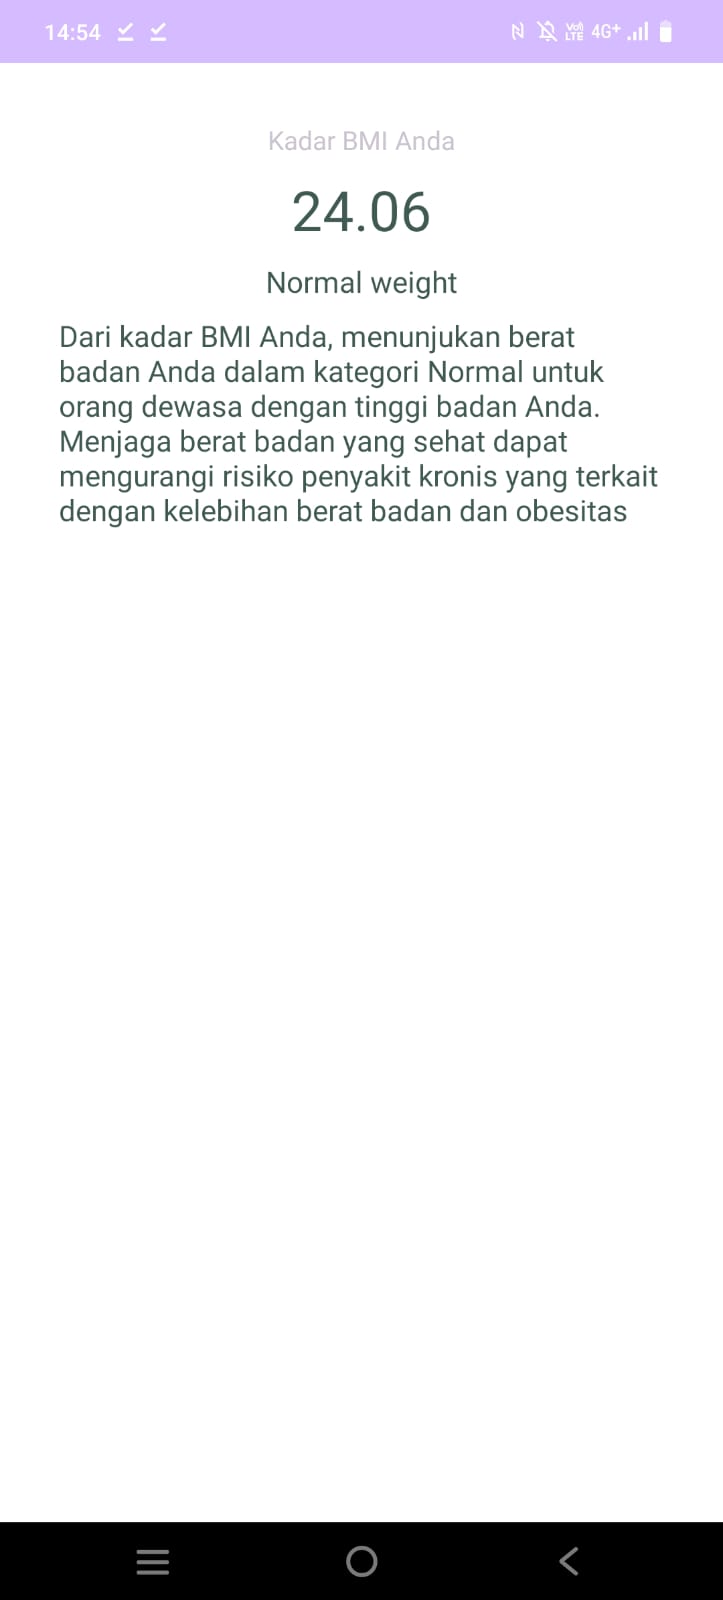 14:54
Vo) LTE 4G+
Kadar BMI Anda
24.06
Normal weight
Dari kadar BMI Anda, menunjukan berat
badan Anda dalam kategori Normal untuk
orang dewasa dengan tinggi badan Anda.
Menjaga berat badan yang sehat dapat
mengurangi risiko penyakit kronis yang terkait
dengan kelebihan berat badan dan obesitas